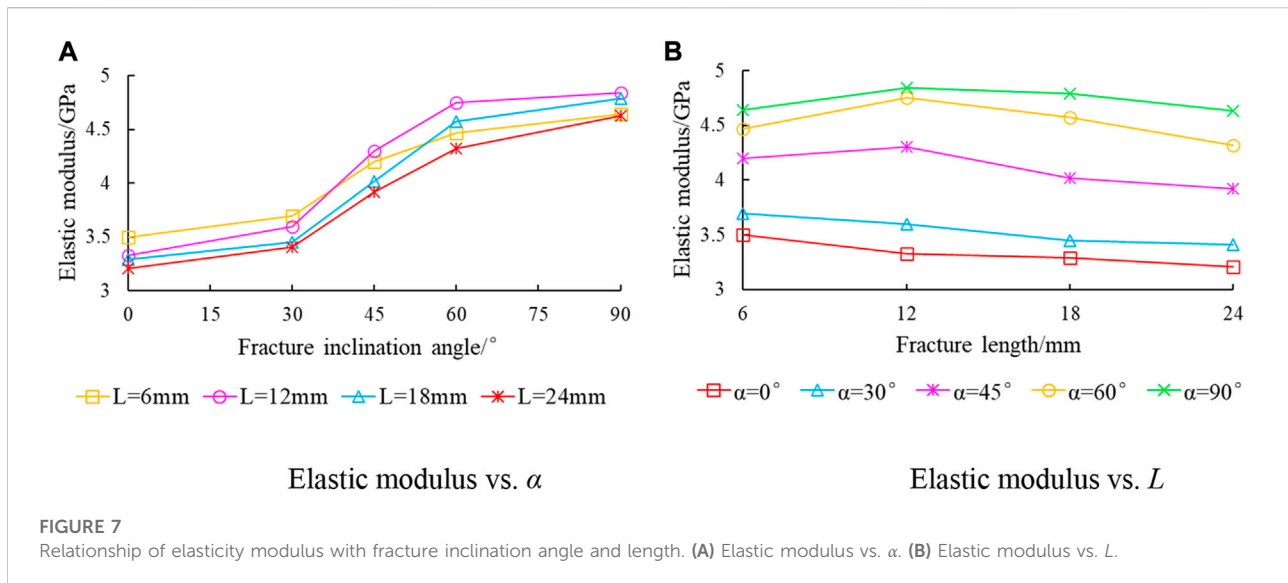 A
Elastic modulus/GPa
5
4.5
4
3.5
3
0 15 30 45 60 75 90
Fracture inclination angle/°
L=6mm L=12mm L=18mm L=24mm
Elastic modulus vs. α
B
Elastic modulus/GPa
5
4.5
4
3.5
3
6 12 18 24
Fracture length/mm
α=0° α=30° α=45° α=60° α=90°
Elastic modulus vs. L
FIGURE 7
Relationship of elasticity modulus with fracture inclination angle and length. (A) Elastic modulus vs. α. (B) Elastic modulus vs. L.